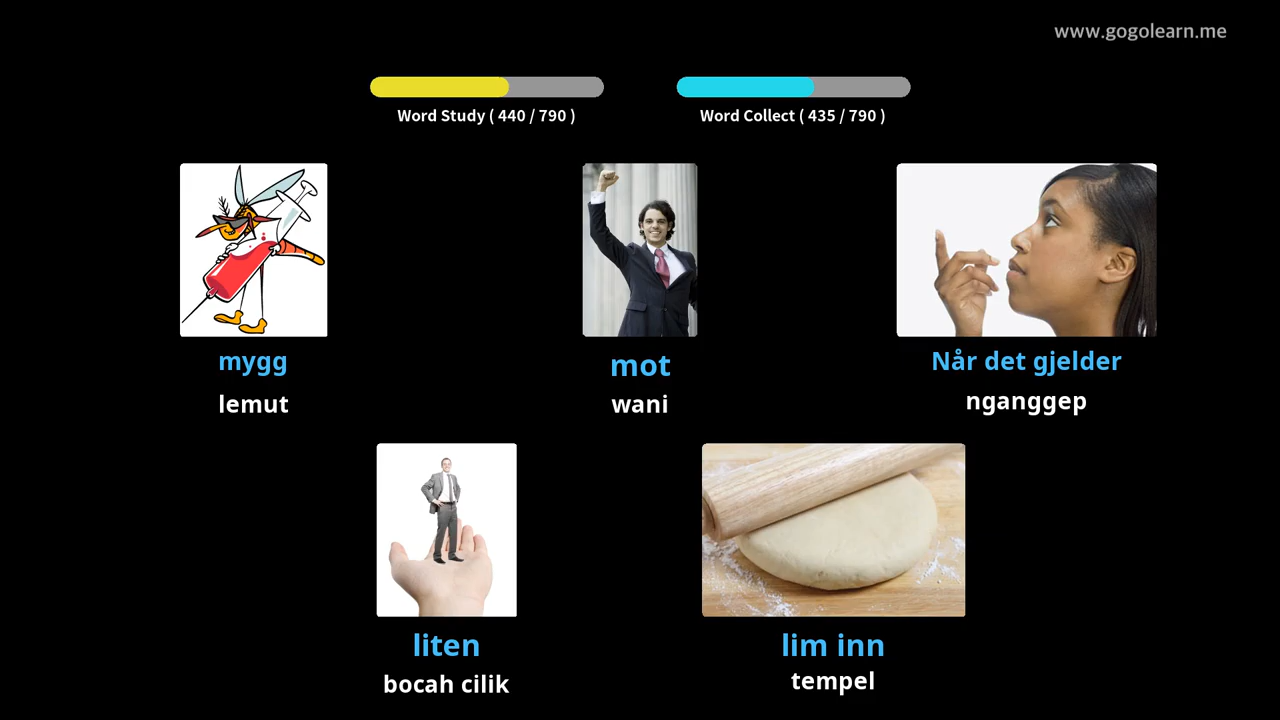 www.gogolearn.me
Word Study ( 440 / 790 )
Word Collect ( 435 / 790 )
mygg
lemut
mot
wani
Når det gjelder
nganggep
liten
bocah cilik
lim inn
tempel